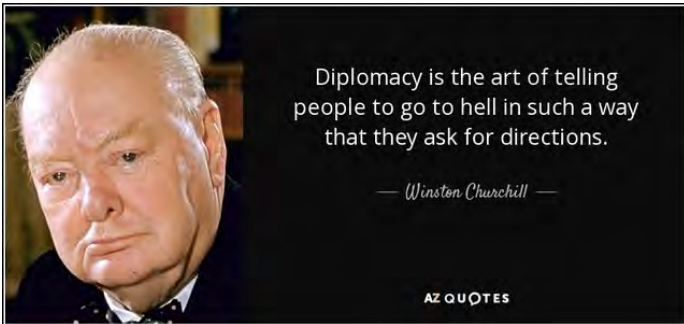 Diplomacy is the art of telling
people to go to hell in such a way
that they ask for directions.
— Winston Churchill —
AZ QUOTES